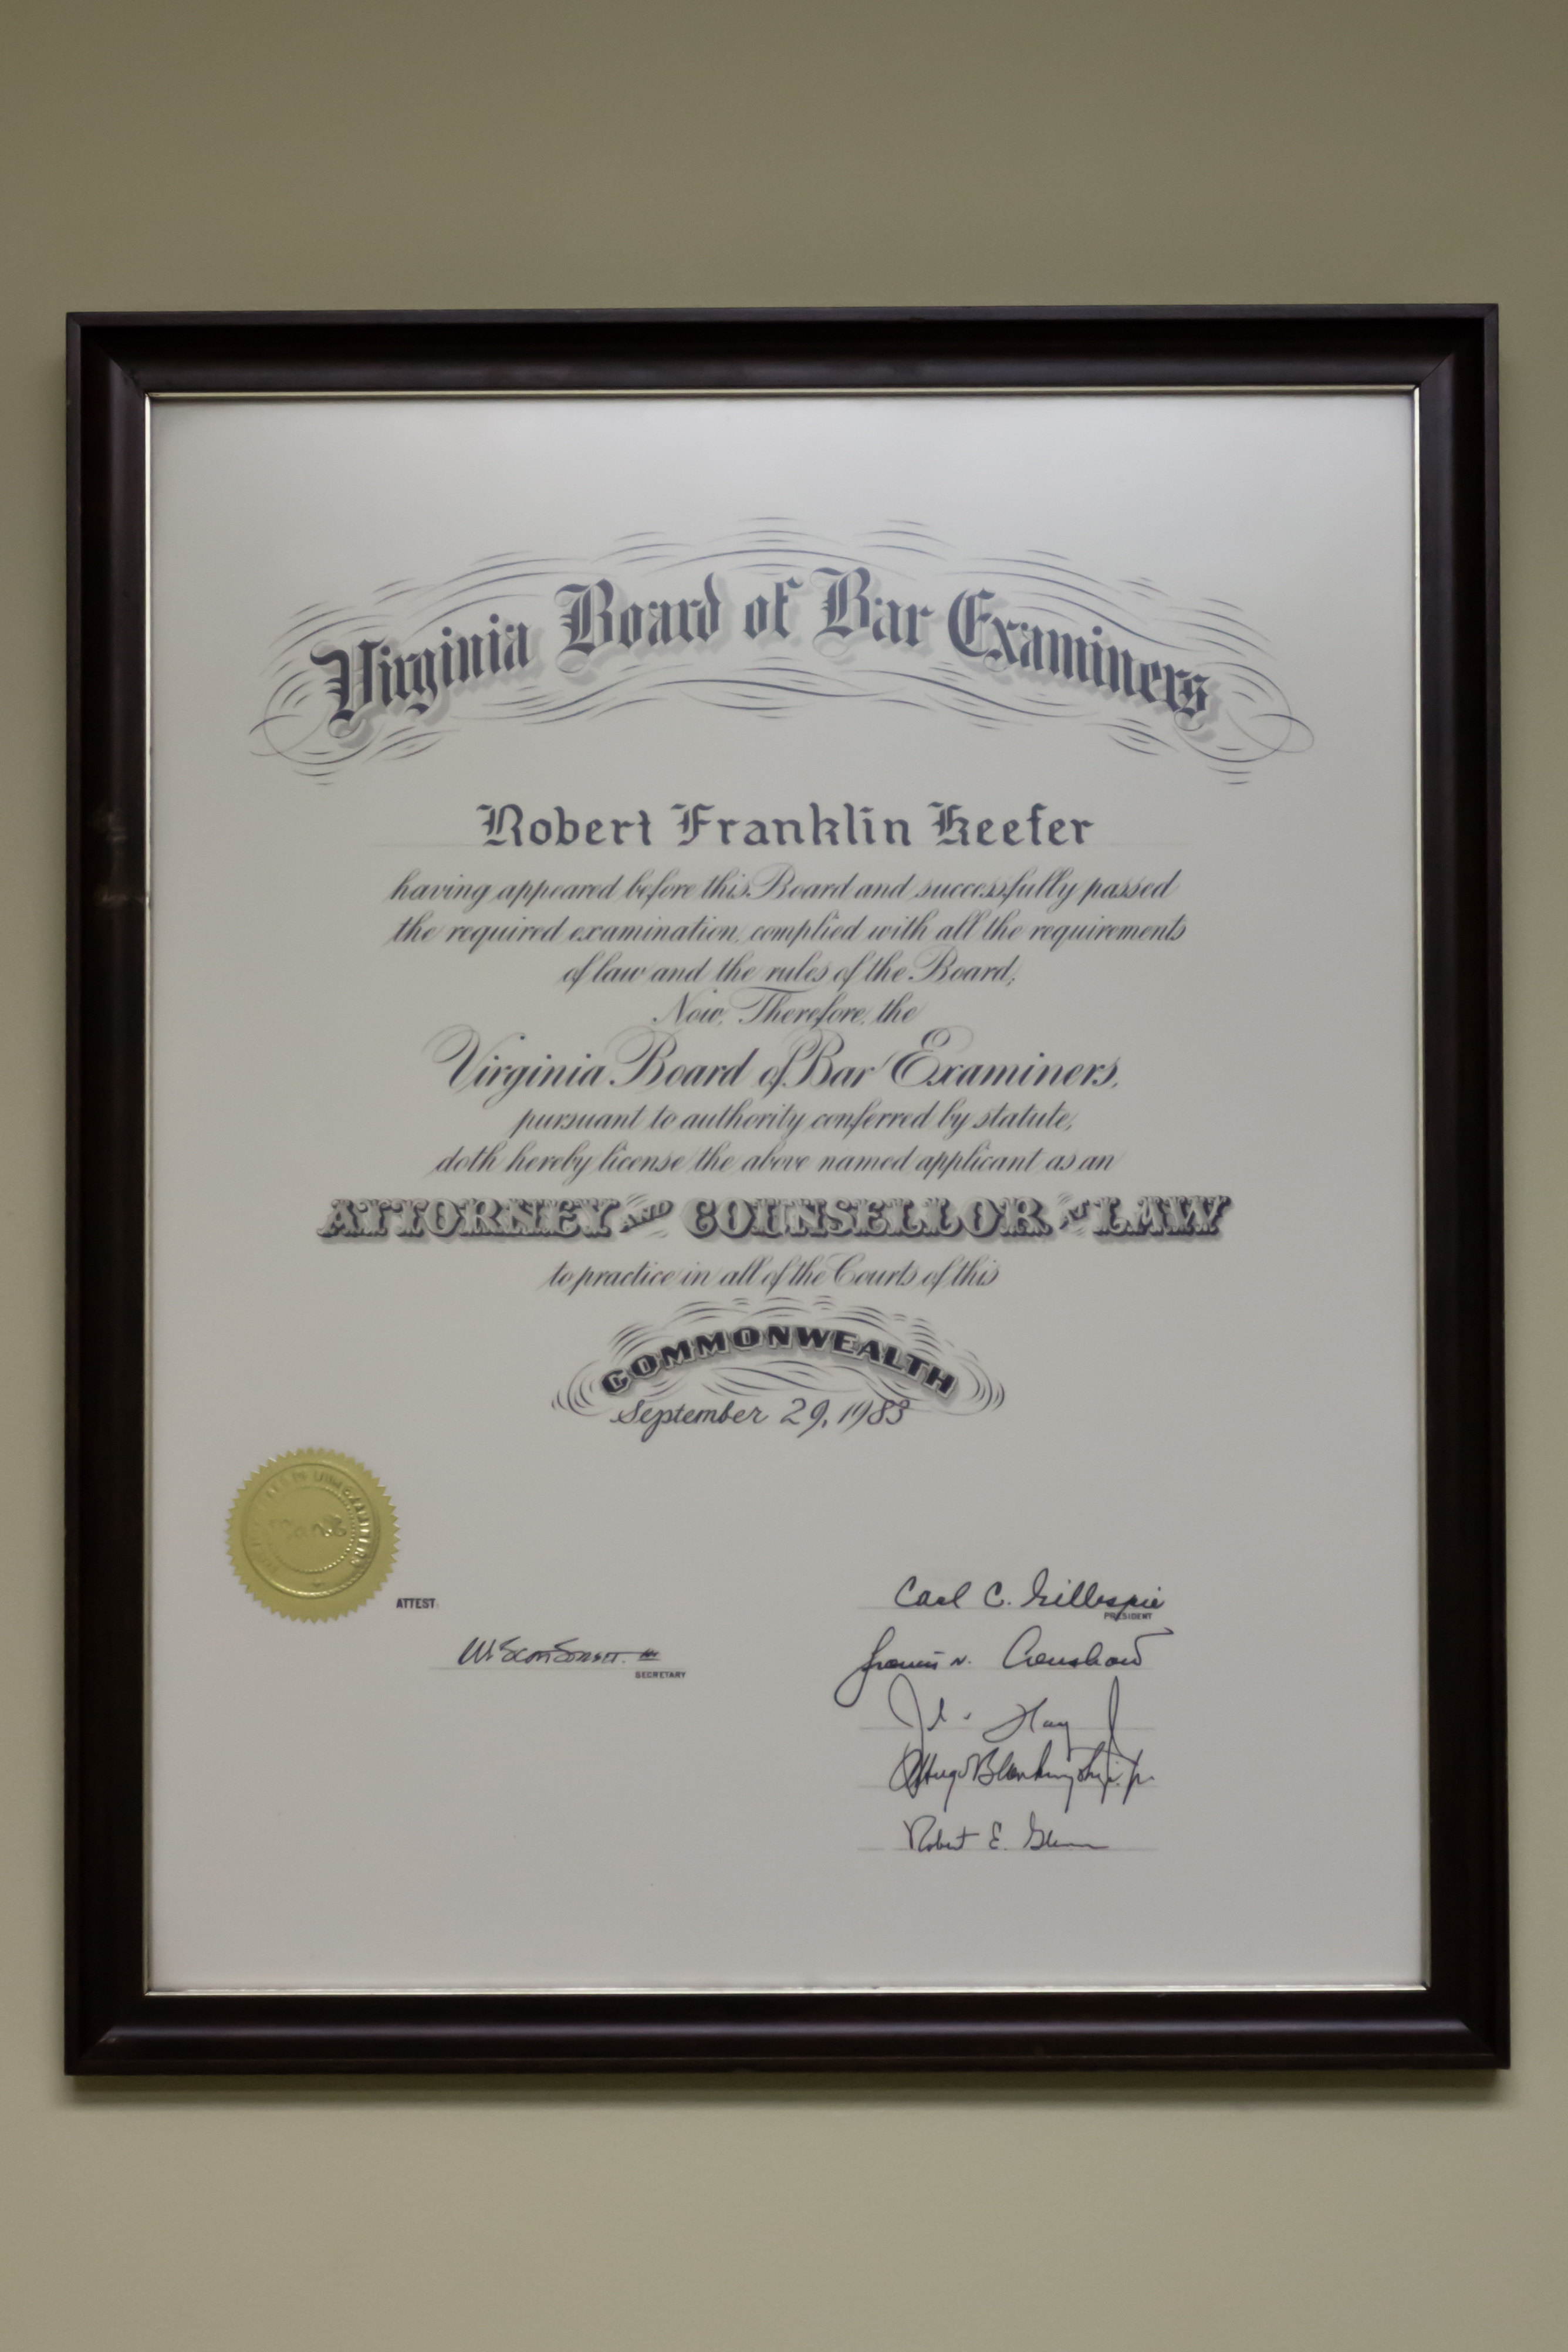 Virginia Board of Bar Examiners
Robert Franklin Keefer
having appeared before this Board and successfully passed
the required examination, complied with all the requirements
of law and the rules of the Board;
Now, Therefore, the
Virginia Board of Bar Examiners,
pursuant to authority conferred by statute,
doth hereby license the above named applicant as an
ATTORNEY AND COUNSELLOR AT LAW
to practice in all of the Courts of this
COMMONWEALTH
September 29, 1983
ATTEST:
Carl C. Gillespie
PRESIDENT
W. Scott Street III
SECRETARY
N. Crenshaw
Robert E. Glenn